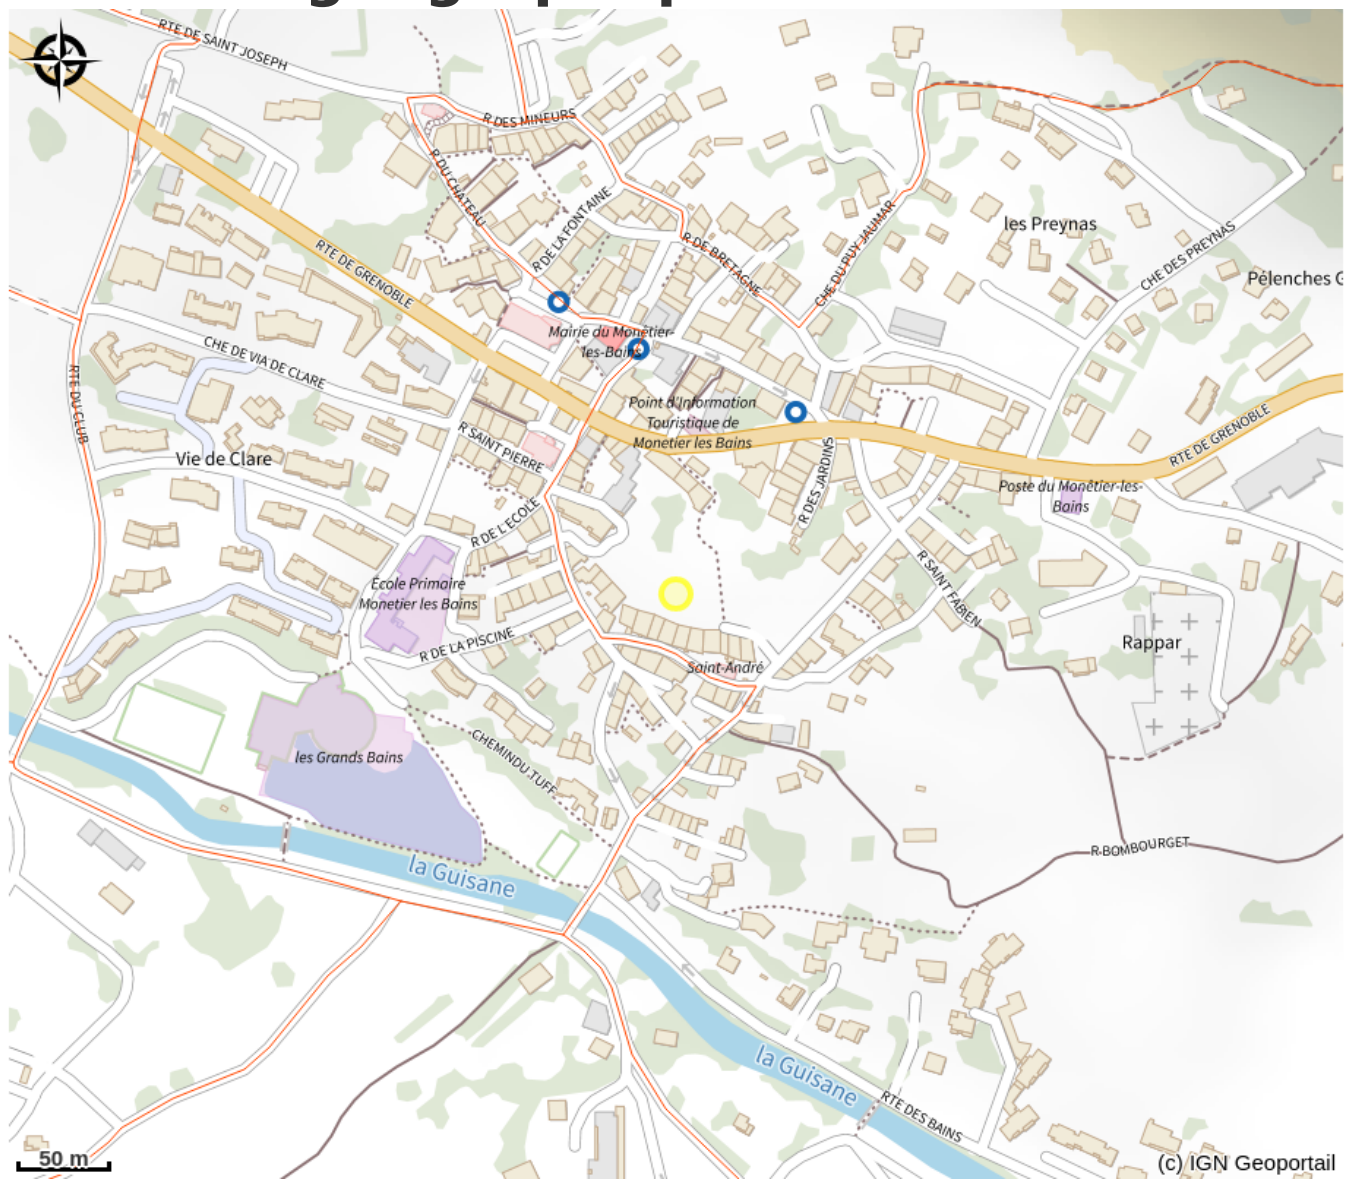 RTE DE SAINT JOSEPH
R DES MINEURS
R DU CHATEAU
R DE LA FONTAINE
les Preynas
R DE BRETAGNE
CHE DU PUY JAUMAR
CHE DES PREYNAS
RTE DE GRENOBLE
Pélenches G
Mairie du Monêtier-
les-Bains
CHE DE VIA DE CLARE
RTE DU CLUB
Point d'Information
Touristique de
Monetier les Bains
RTE DE GRENOBLE
R SAINT PIERRE
Vie de Clare
R DES JARDINS
Poste du Monêtier-les-
Bains
R DE L'ECOLE
École Primaire
Monetier les Bains
R SAINT FABIEN
R DE LA PISCINE
Rappar
Saint-André
les Grands Bains
CHEMIN DU TUFF
R BOMBOURGET
la Guisane
la Guisane
RTE DES BAINS
50 m
(c) IGN Geoportail